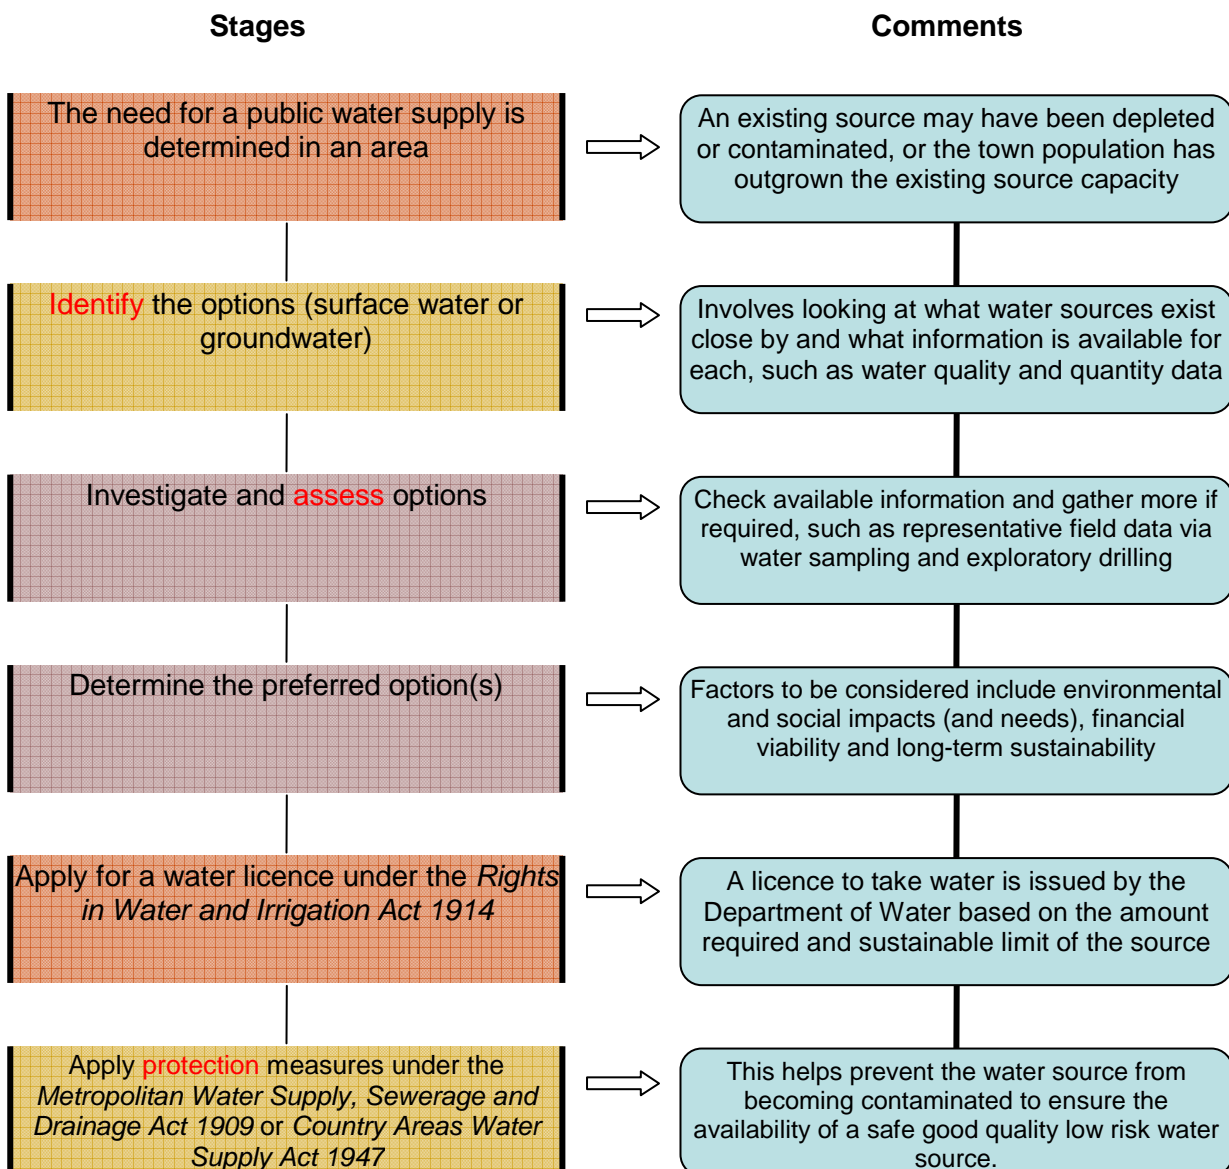 Stages
Comments
The need for a public water supply is
determined in an area
An existing source may have been depleted
or contaminated, or the town population has
outgrown the existing source capacity
Identify the options (surface water or
groundwater)
Involves looking at what water sources exist
close by and what information is available for
each, such as water quality and quantity data
Investigate and assess options
Check available information and gather more if
required, such as representative field data via
water sampling and exploratory drilling
Determine the preferred option(s)
Factors to be considered include environmental
and social impacts (and needs), financial
viability and long-term sustainability
Apply for a water licence under the Rights
in Water and Irrigation Act 1914
A licence to take water is issued by the
Department of Water based on the amount
required and sustainable limit of the source
Apply protection measures under the
Metropolitan Water Supply, Sewerage and
Drainage Act 1909 or Country Areas Water
Supply Act 1947
This helps prevent the water source from
becoming contaminated to ensure the
availability of a safe good quality low risk water
source.